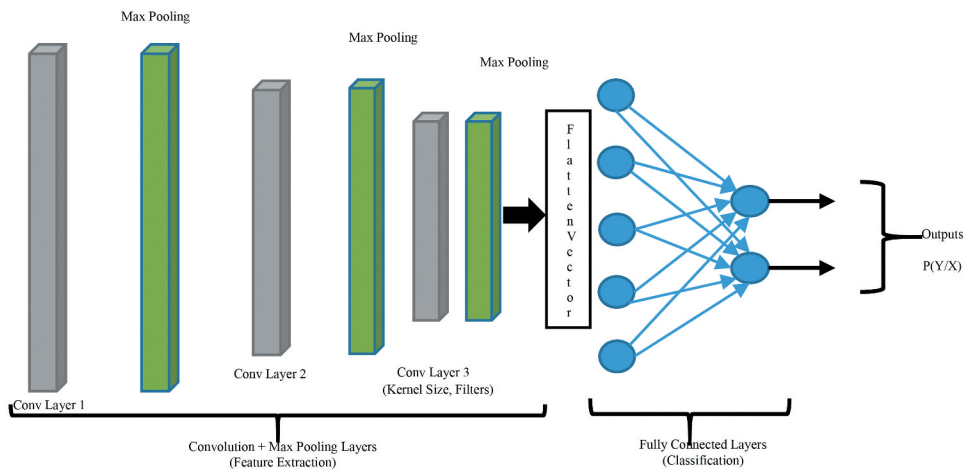 Max Pooling
Max Pooling
Max Pooling
FlattenVector
Outputs
P(Y/X)
Conv Layer 1
Conv Layer 2
Conv Layer 3
(Kernel Size, Filters)
Convolution + Max Pooling Layers
(Feature Extraction)
Fully Connected Layers
(Classification)